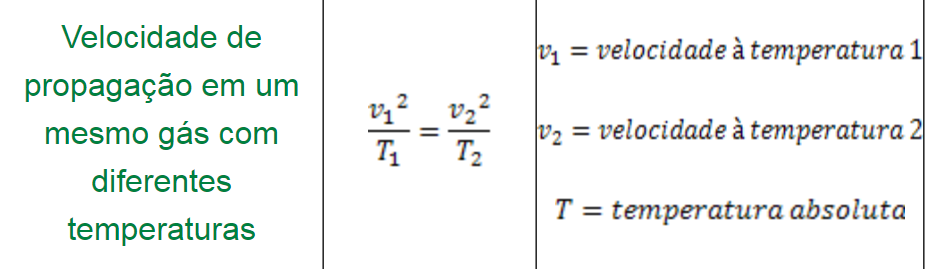 Velocidade de
propagação em um
mesmo gás com
diferentes
temperaturas
v₁²/T₁ = v₂²/T₂
v₁ = velocidade à temperatura 1
v₂ = velocidade à temperatura 2
T = temperatura absoluta